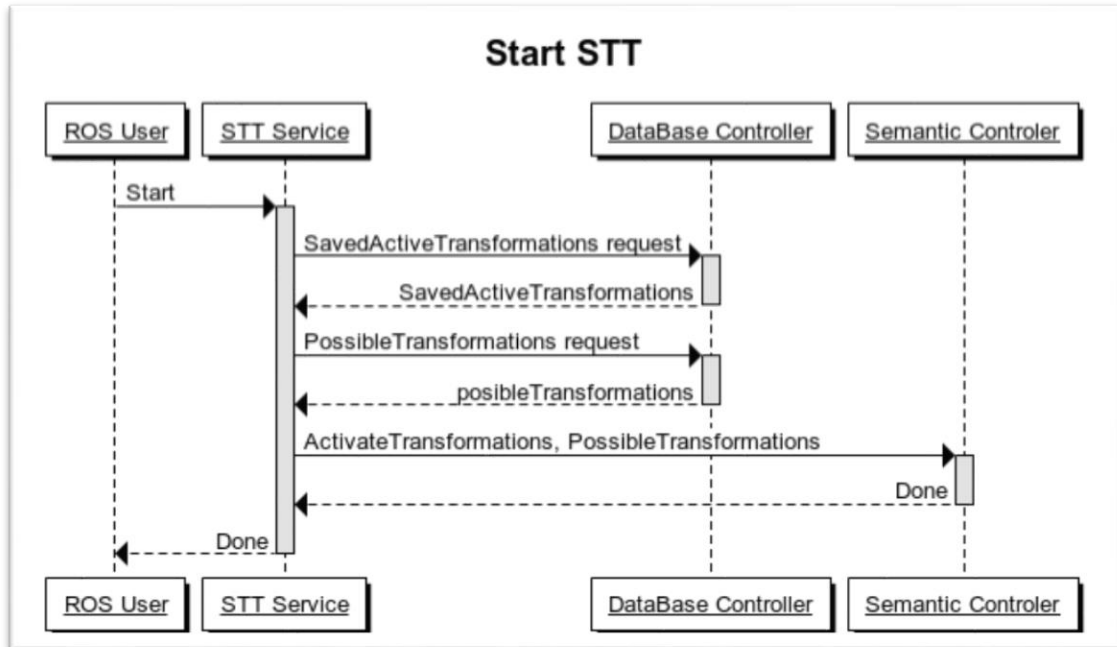 Start STT
ROS User
STT Service
DataBase Controller
Semantic Controler
Start
SavedActiveTransformations request
SavedActiveTransformations
PossibleTransformations request
posibleTransformations
ActivateTransformations, PossibleTransformations
Done
Done
ROS User
STT Service
DataBase Controller
Semantic Controler